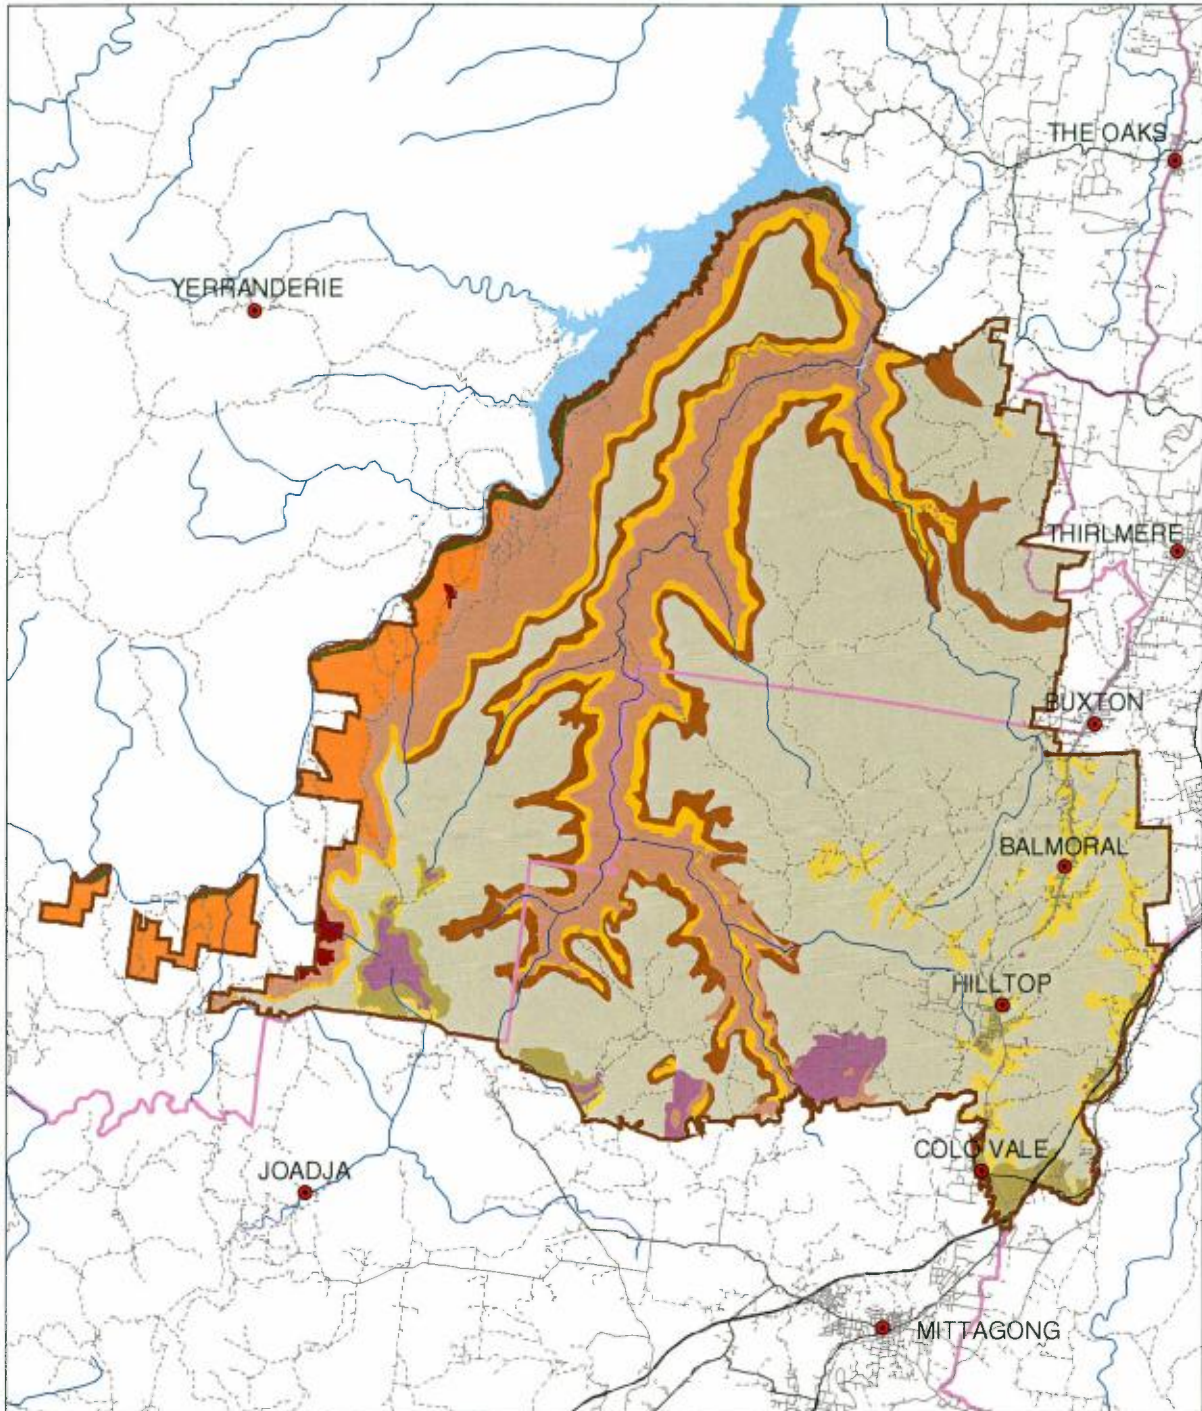 THE OAKS
YERRANDERIE
THIRLMERE
BUXTON
BALMORAL
HILLTOP
COLO VALE
JOADJA
MITTAGONG